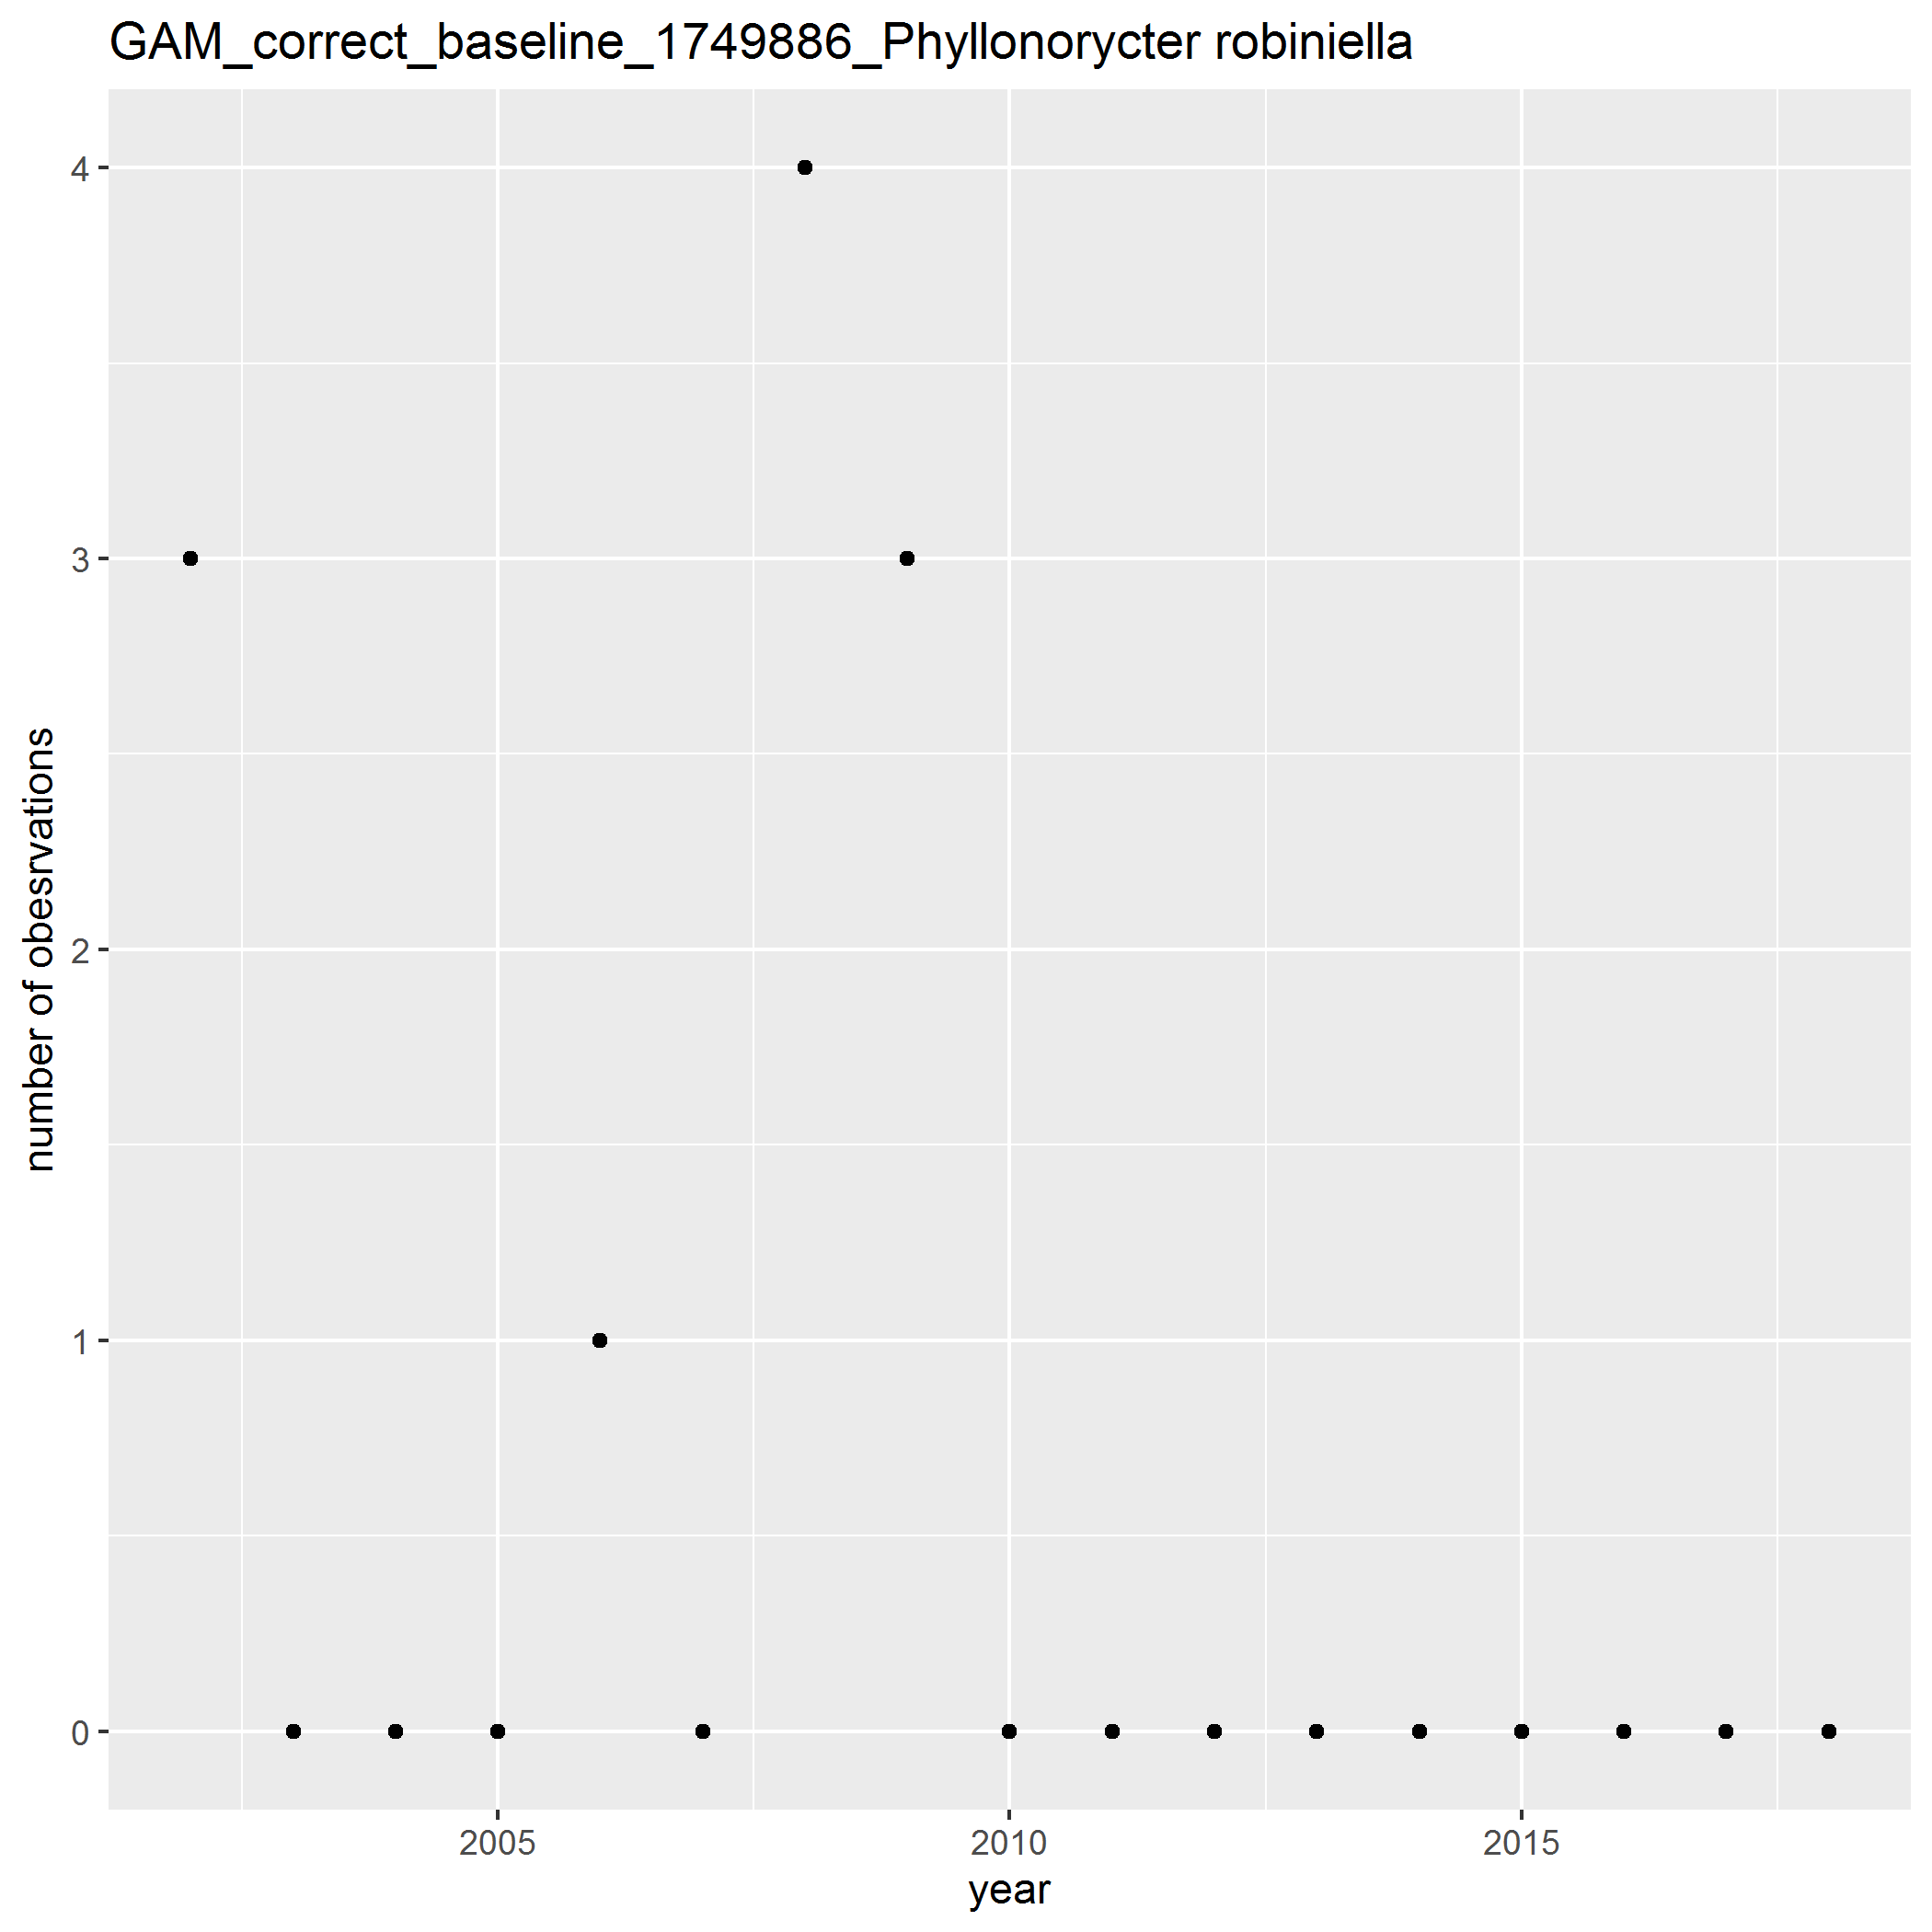 GAM_correct_baseline_1749886_Phyllonorycter robiniella
4
3
2
1
0
number of obesrvations
2005
2010
2015
year